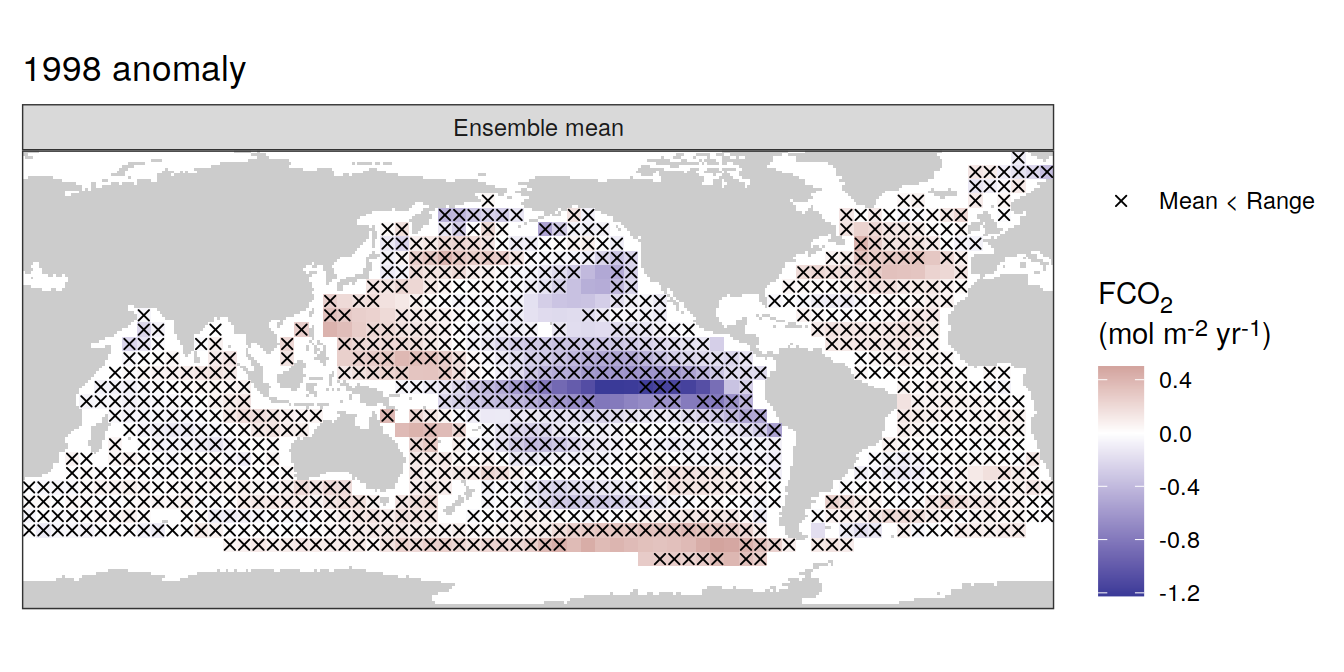 1998 anomaly
Ensemble mean
× Mean < Range
FCO₂
(mol m⁻² yr⁻¹)
0.4
0.0
-0.4
-0.8
-1.2